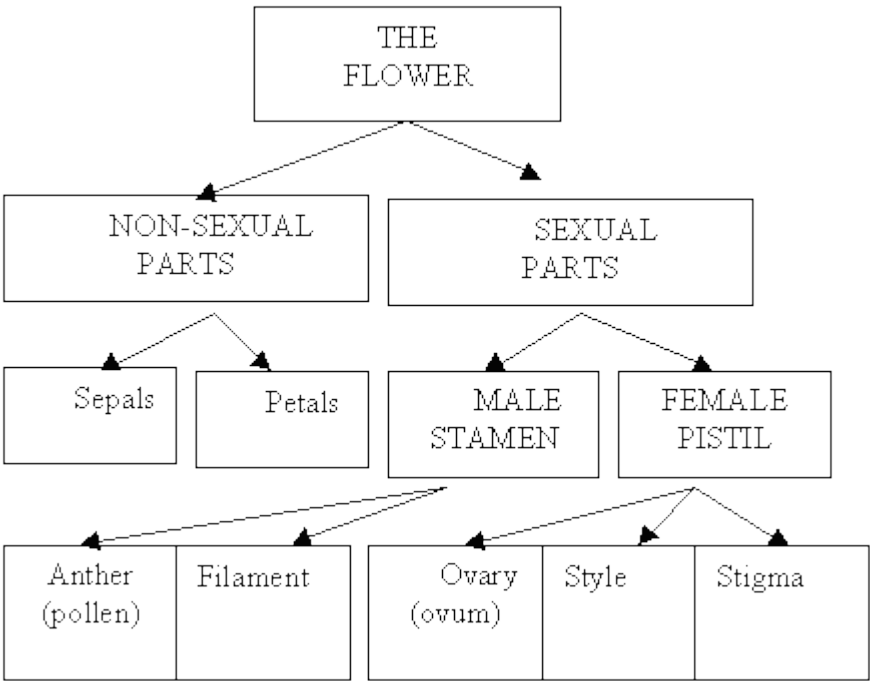 THE
FLOWER
NON-SEXUAL
PARTS
SEXUAL
PARTS
Sepals
Petals
MALE
STAMEN
FEMALE
PISTIL
Anther
(pollen)
Filament
Ovary
(ovum)
Style
Stigma